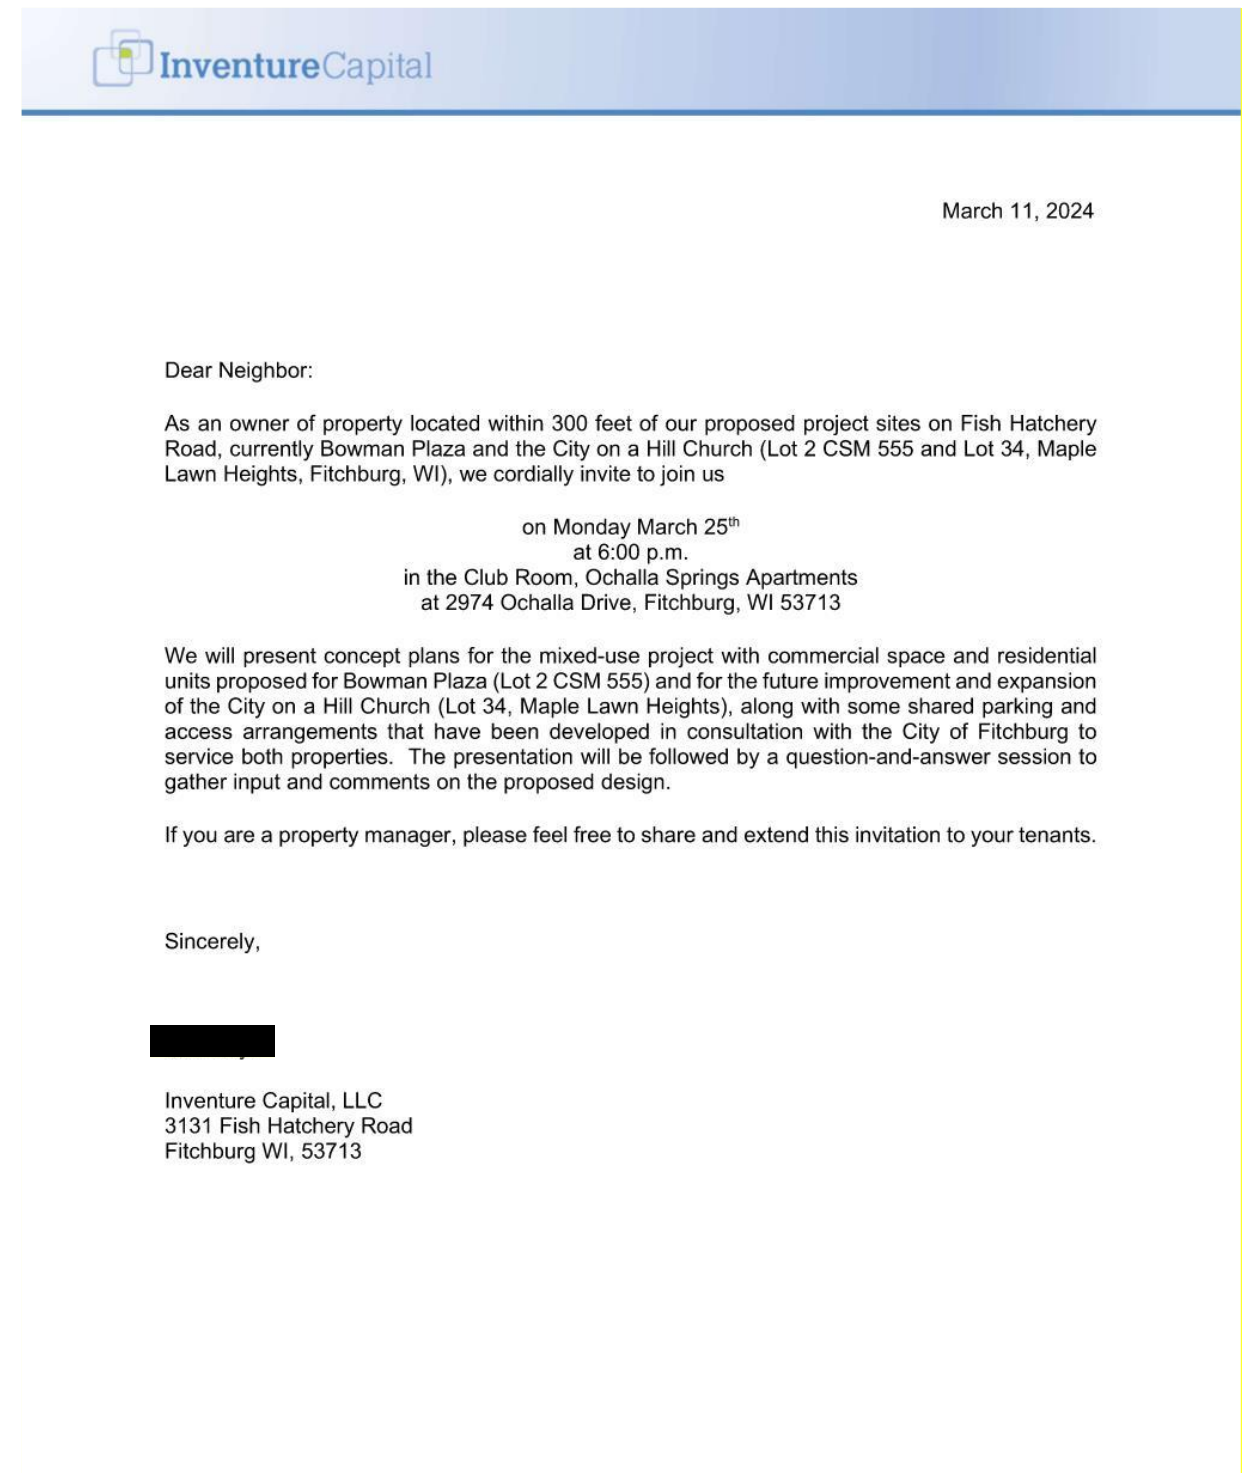 InventureCapital
March 11, 2024
Dear Neighbor:
As an owner of property located within 300 feet of our proposed project sites on Fish Hatchery
Road, currently Bowman Plaza and the City on a Hill Church (Lot 2 CSM 555 and Lot 34, Maple
Lawn Heights, Fitchburg, WI), we cordially invite to join us
on Monday March 25th
at 6:00 p.m.
in the Club Room, Ochalla Springs Apartments
at 2974 Ochalla Drive, Fitchburg, WI 53713
We will present concept plans for the mixed-use project with commercial space and residential
units proposed for Bowman Plaza (Lot 2 CSM 555) and for the future improvement and expansion
of the City on a Hill Church (Lot 34, Maple Lawn Heights), along with some shared parking and
access arrangements that have been developed in consultation with the City of Fitchburg to
service both properties.  The presentation will be followed by a question-and-answer session to
gather input and comments on the proposed design.
If you are a property manager, please feel free to share and extend this invitation to your tenants.
Sincerely,
Inventure Capital, LLC
3131 Fish Hatchery Road
Fitchburg WI, 53713